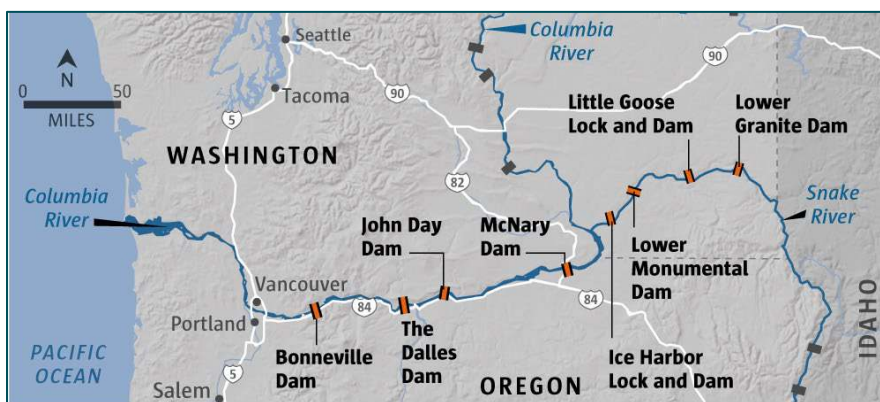 Seattle
Columbia
River
90
N
0 50
MILES
Tacoma
90
5
WASHINGTON
Little Goose
Lock and Dam
Lower
Granite Dam
82
Columbia
River
John Day
Dam
McNary
Dam
Snake
River
Lower
Monumental
Dam
Vancouver
84
84
Portland
Bonneville
Dam
The
Dalles
Dam
Ice Harbor
Lock and Dam
IDAHO
PACIFIC
OCEAN
5
Salem
OREGON